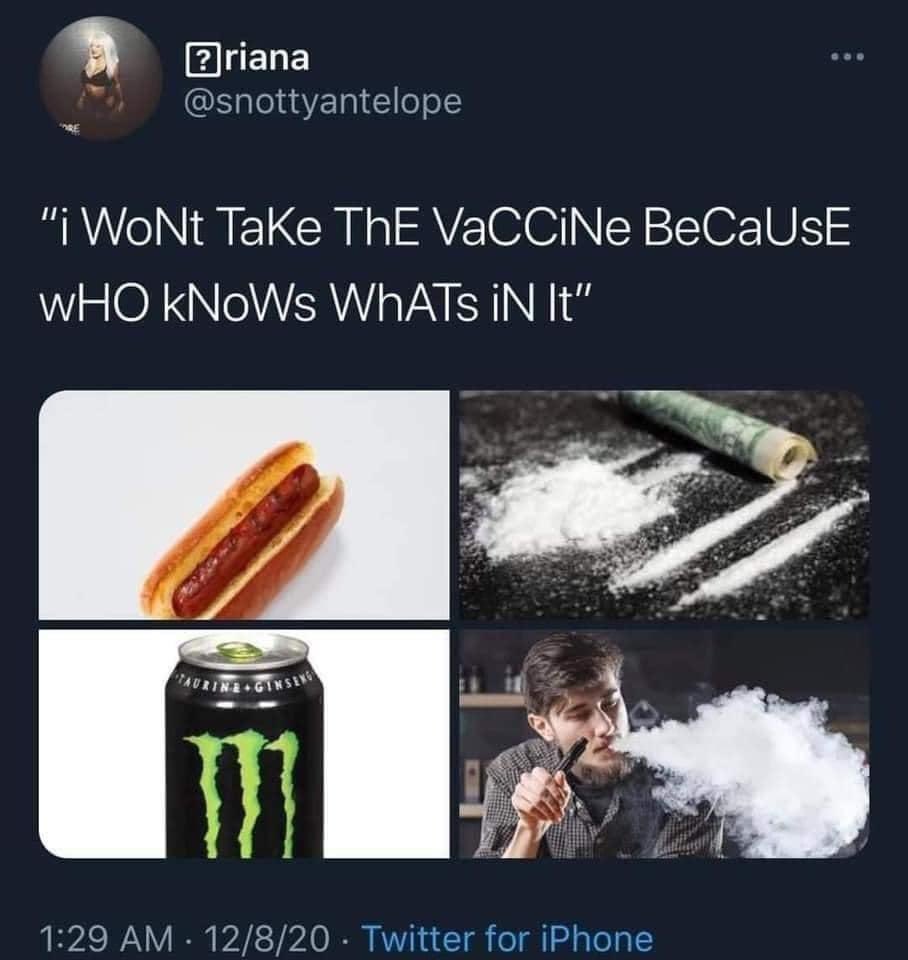 ⍰riana
@snottyantelope
"i WoNt TaKe ThE VaCCiNe BeCaUsE
wHO kNoWs WhATs iN It"
TAURINE+GINSENG
1:29 AM · 12/8/20 · Twitter for iPhone